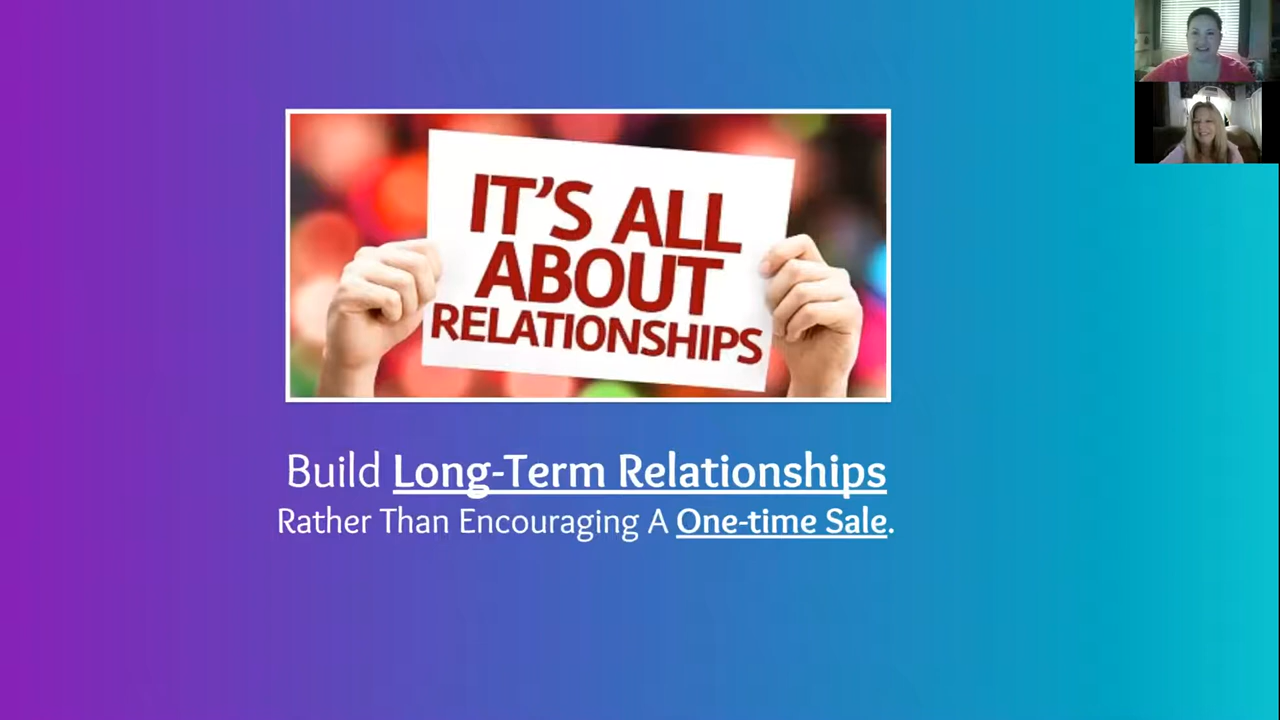 IT'S ALL
ABOUT
RELATIONSHIPS
Build Long-Term Relationships
Rather Than Encouraging A One-time Sale.